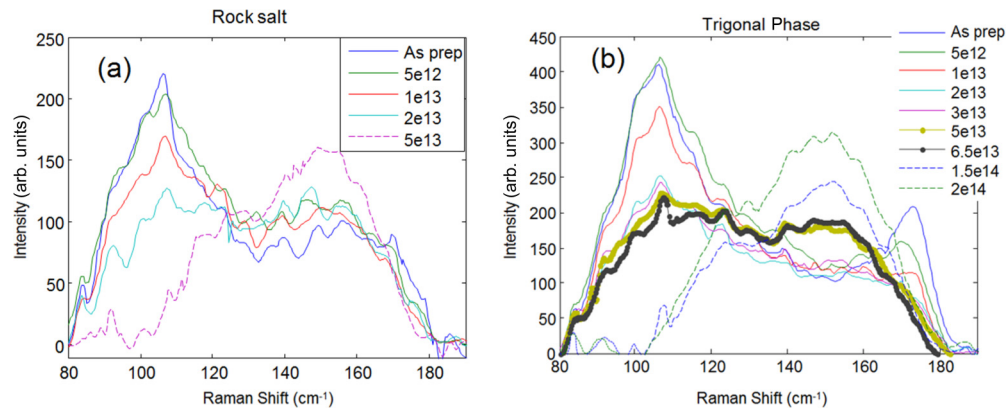 Rock salt
(a)
As prep
5e12
1e13
2e13
5e13
250
200
150
100
50
0
80 100 120 140 160 180
Intensity (arb. units)
Raman Shift (cm-1)
Trigonal Phase
(b)
As prep
5e12
1e13
2e13
3e13
5e13
6.5e13
1.5e14
2e14
450
400
350
300
250
200
150
100
50
0
80 100 120 140 160 180
Intensity (arb. units)
Raman Shift (cm-1)